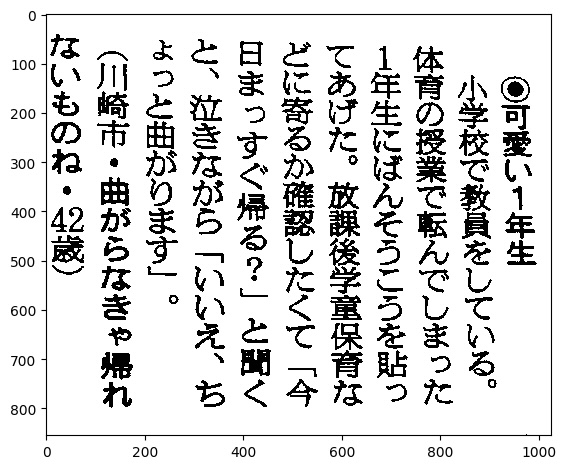 ◉可愛い１年生
小学校で教員をしている。
体育の授業で転んでしまった
１年生にばんそうこうを貼っ
てあげた。放課後学童保育な
どに寄るか確認したくて「今
日まっすぐ帰る？」と聞く
と、泣きながら「いいえ、ち
ょっと曲がります」。
（川崎市・曲がらなきゃ帰れ
ないものね・42歳）
0
100
200
300
400
500
600
700
800
0
200
400
600
800
1000